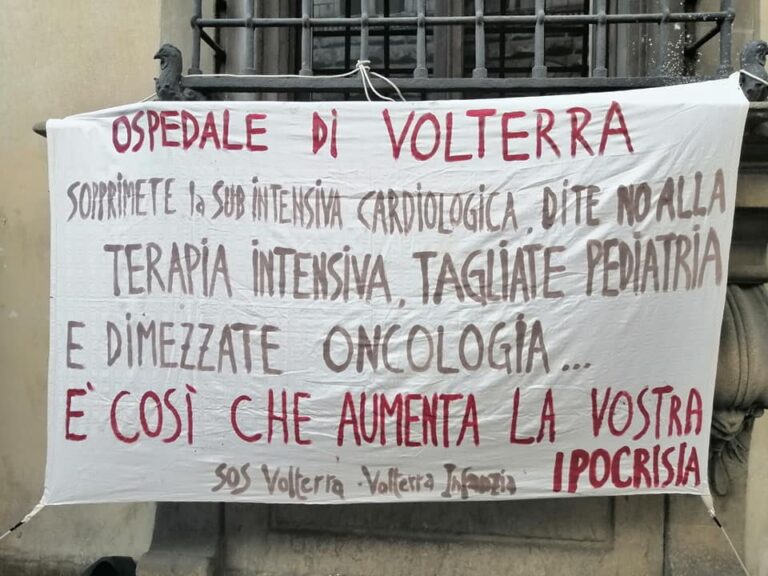 OSPEDALE Di VOLTERRA
SOPPRIMETE la SUB INTENSIVA CARDIOLOGICA, DITE NO ALLA
TERAPIA INTENSIVA, TAGLIATE PEDIATRIA
E DIMEZZATE ONCOLOGIA...
E' COSÌ CHE AUMENTA LA VOSTRA
IPOCRISIA
SOS Volterra - Volterra Infanzia